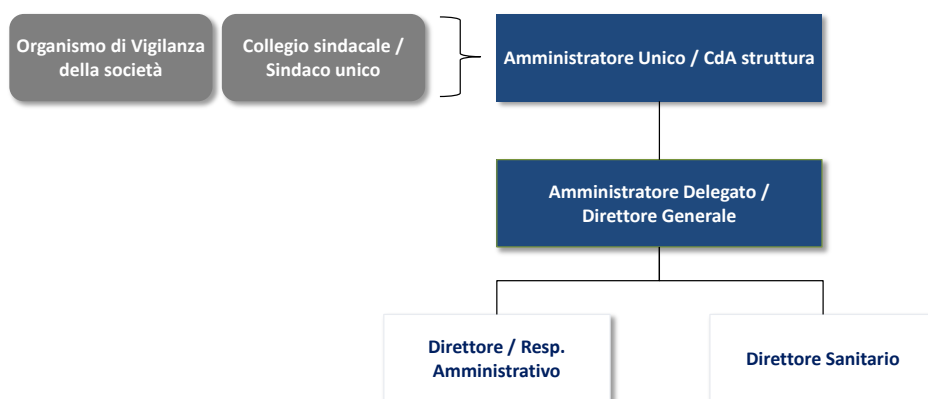 Organismo di Vigilanza
della società
Collegio sindacale /
Sindaco unico
Amministratore Unico / CdA struttura
Amministratore Delegato /
Direttore Generale
Direttore / Resp.
Amministrativo
Direttore Sanitario